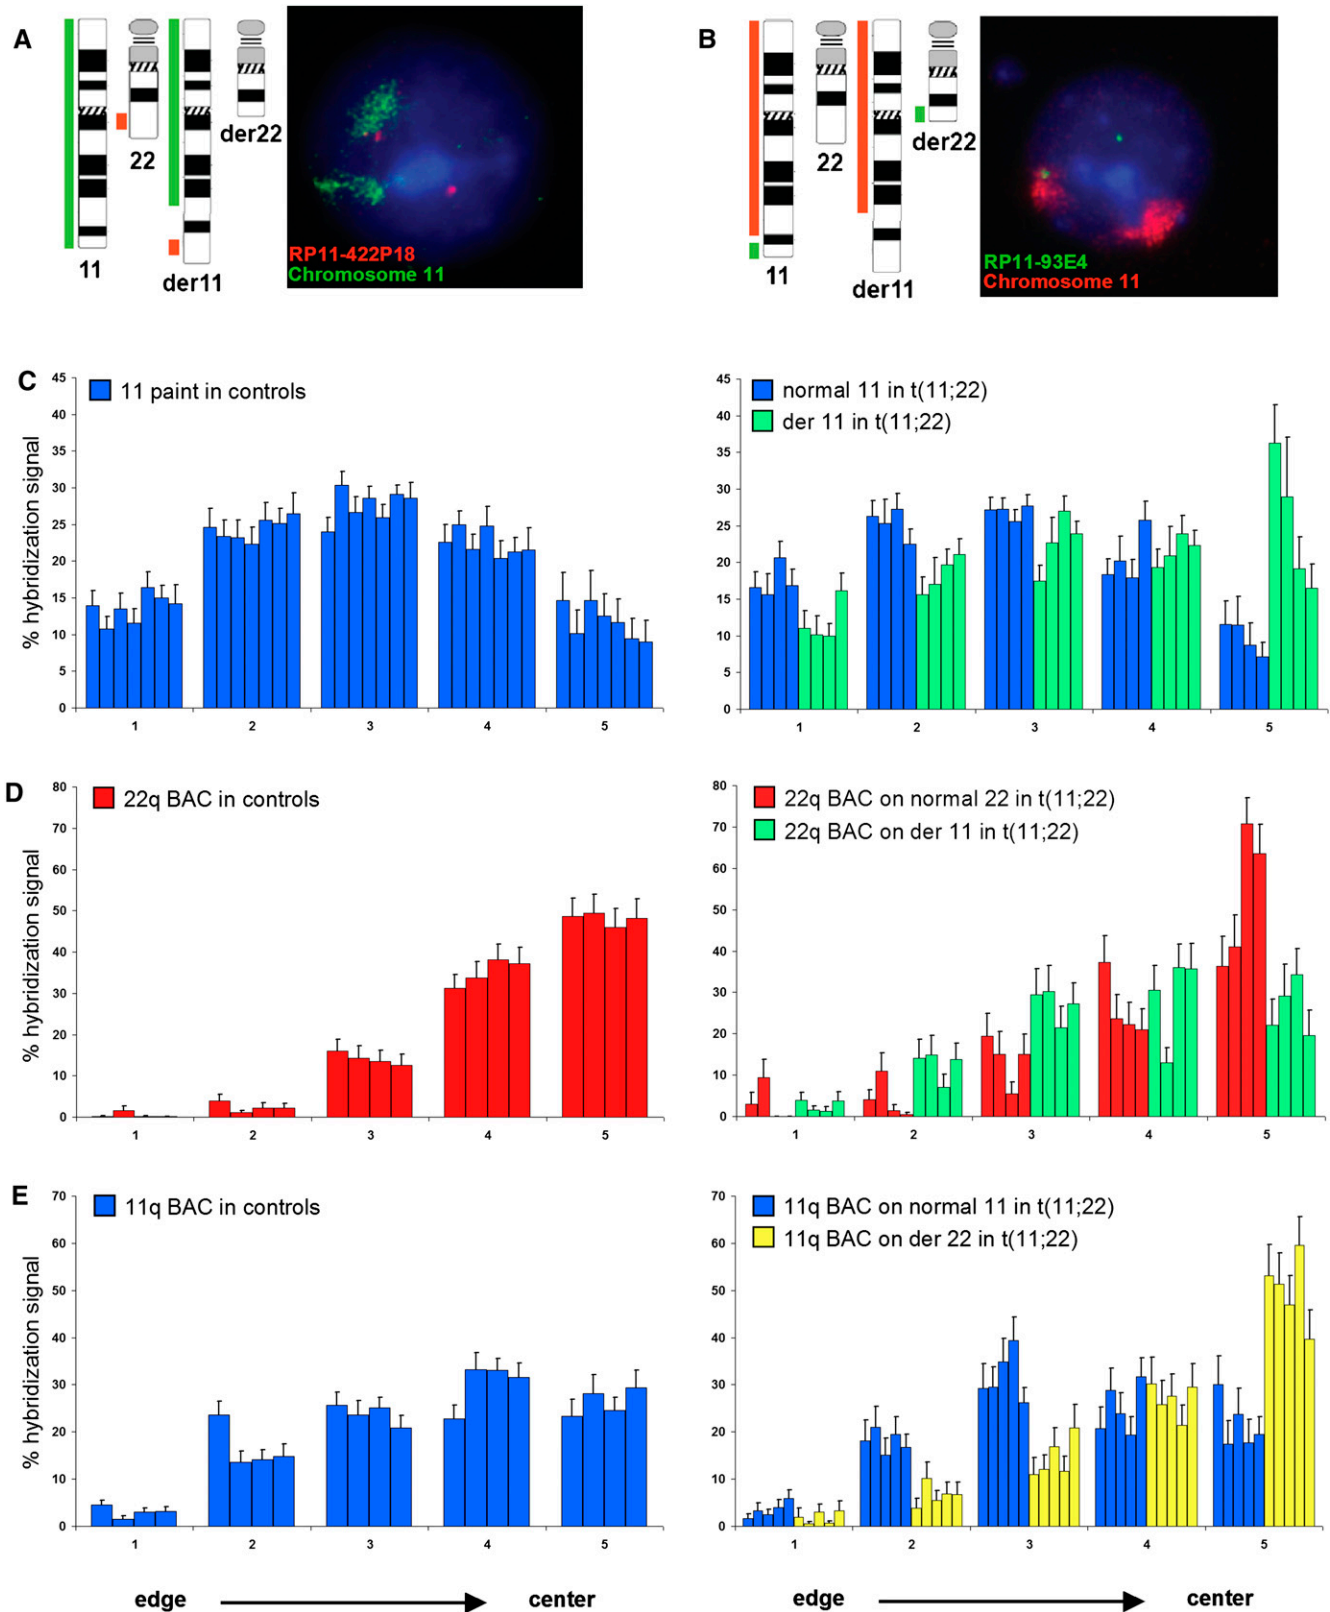 A
11
22
der11
der22
RP11-422P18
Chromosome 11
B
11
22
der11
der22
RP11-93E4
Chromosome 11
C
% hybridization signal
45
40
35
30
25
20
15
10
5
0
11 paint in controls
1 2 3 4 5
45
40
35
30
25
20
15
10
5
0
normal 11 in t(11;22)
der 11 in t(11;22)
1 2 3 4 5
D
% hybridization signal
80
70
60
50
40
30
20
10
0
22q BAC in controls
1 2 3 4 5
80
70
60
50
40
30
20
10
0
22q BAC on normal 22 in t(11;22)
22q BAC on der 11 in t(11;22)
1 2 3 4 5
E
% hybridization signal
70
60
50
40
30
20
10
0
11q BAC in controls
1 2 3 4 5
70
60
50
40
30
20
10
0
11q BAC on normal 11 in t(11;22)
11q BAC on der 22 in t(11;22)
1 2 3 4 5
edge center
edge center